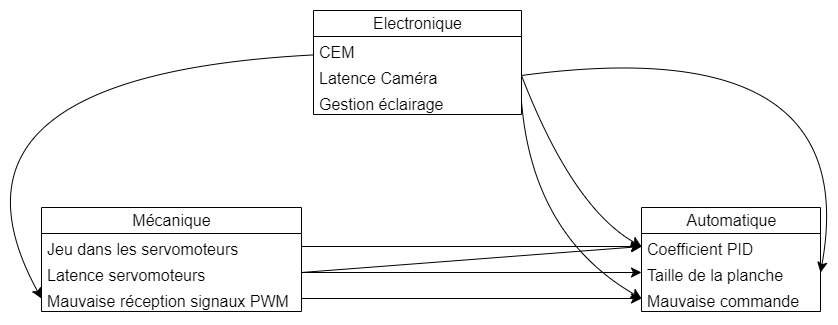 Electronique
CEM
Latence Caméra
Gestion éclairage
Mécanique
Jeu dans les servomoteurs
Latence servomoteurs
Mauvaise réception signaux PWM
Automatique
Coefficient PID
Taille de la planche
Mauvaise commande